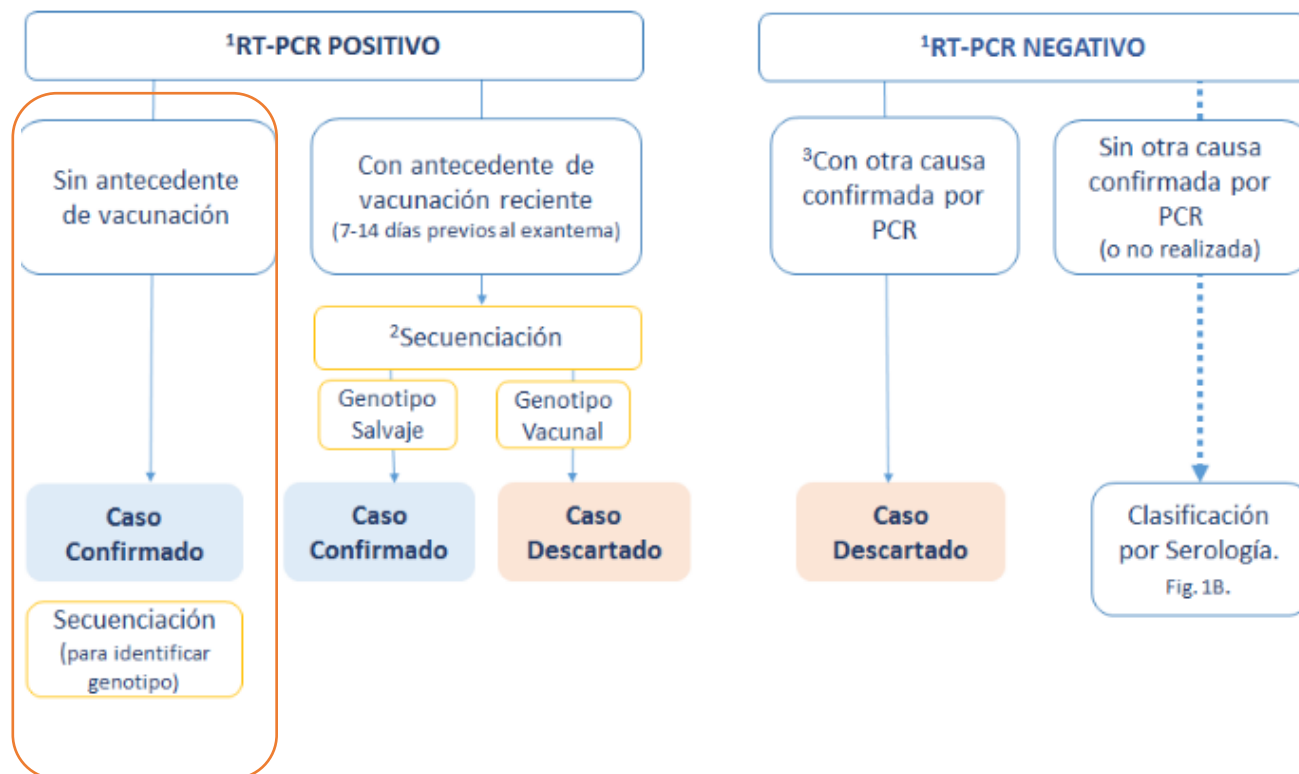 ¹RT-PCR POSITIVO
Sin antecedente
de vacunación
Caso
Confirmado
Secuenciación
(para identificar
genotipo)
Con antecedente de
vacunación reciente
(7-14 días previos al exantema)
²Secuenciación
Genotipo
Salvaje
Caso
Confirmado
Genotipo
Vacunal
Caso
Descartado
¹RT-PCR NEGATIVO
³Con otra causa
confirmada por
PCR
Caso
Descartado
Sin otra causa
confirmada por
PCR
(o no realizada)
Clasificación
por Serología.
Fig. 1B.